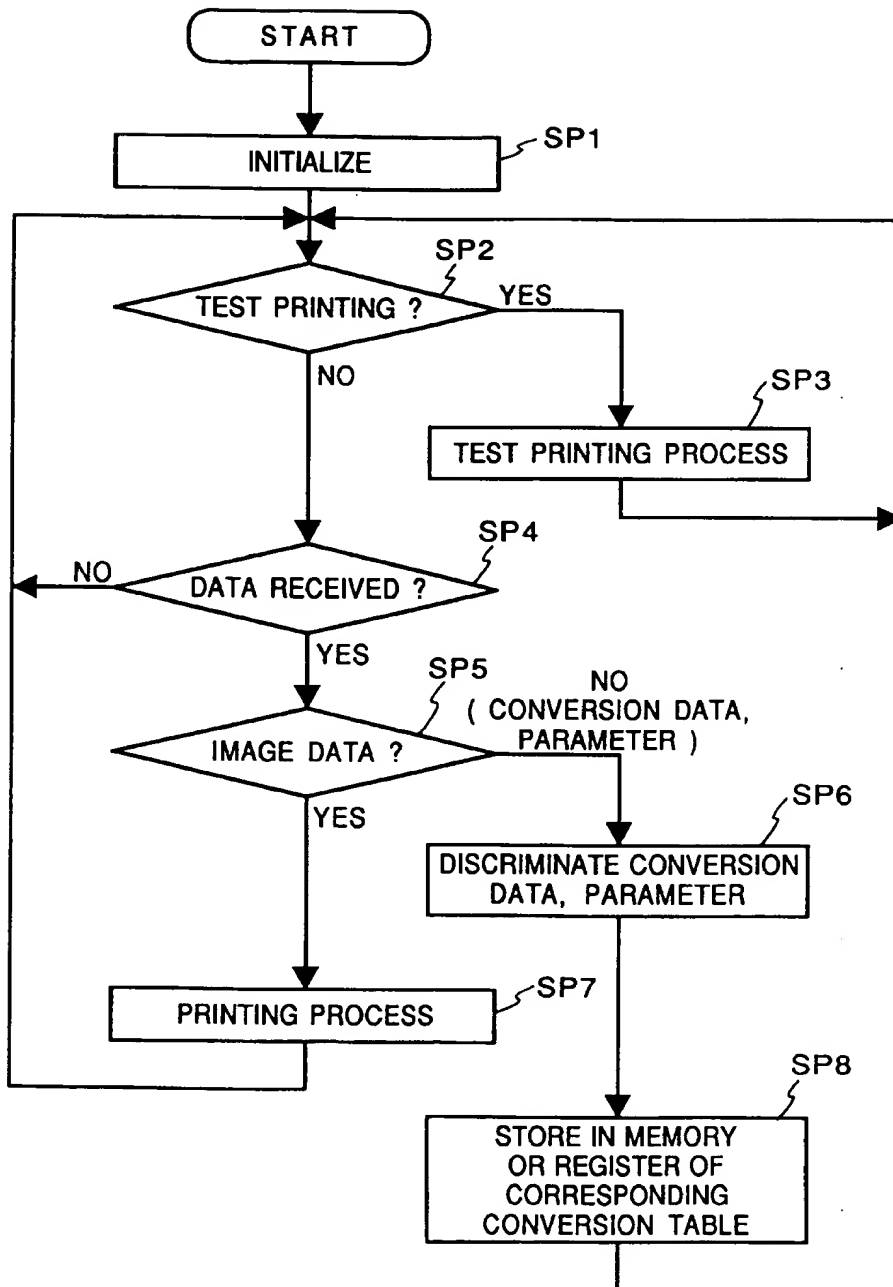 START
SP1
INITIALIZE
SP2
TEST PRINTING ?
YES
NO
SP3
TEST PRINTING PROCESS
SP4
NO
DATA RECEIVED ?
YES
SP5
NO
( CONVERSION DATA,
PARAMETER )
IMAGE DATA ?
YES
SP6
DISCRIMINATE CONVERSION
DATA, PARAMETER
SP7
PRINTING PROCESS
SP8
STORE IN MEMORY
OR REGISTER OF
CORRESPONDING
CONVERSION TABLE